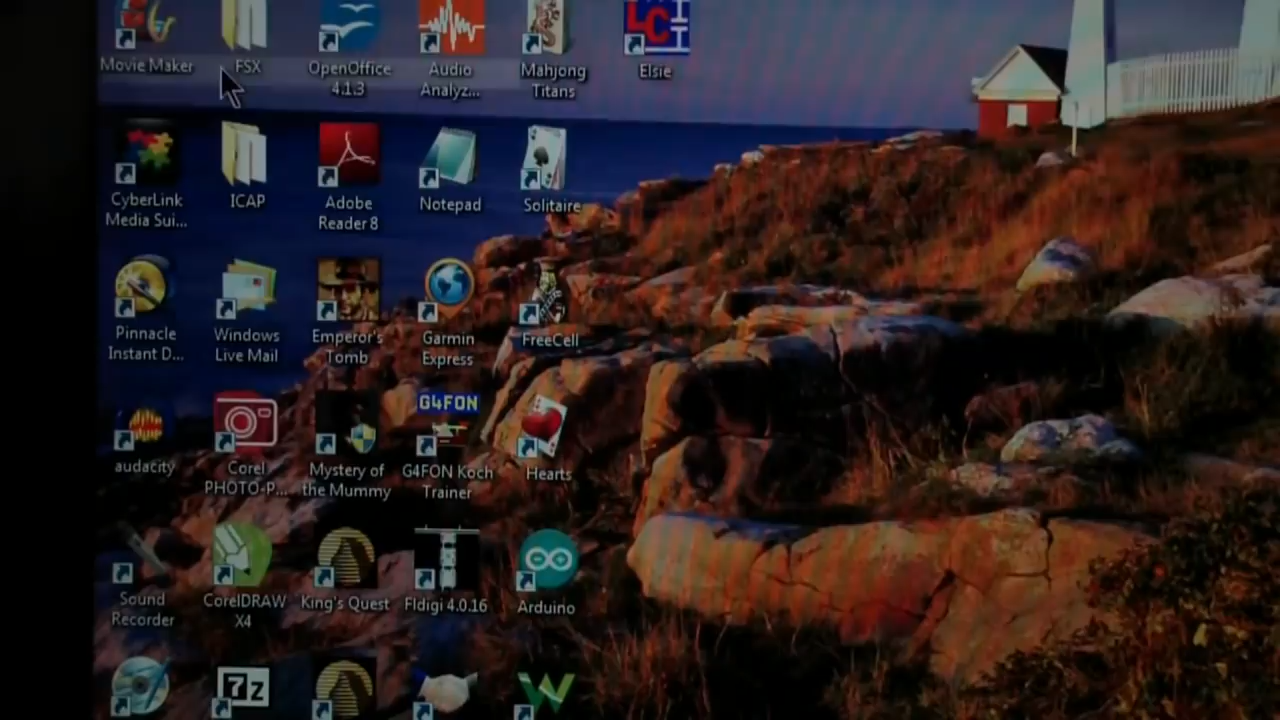 Movie Maker
FSX
OpenOffice
4.1.3
Audio
Analyz...
Mahjong
Titans
LCI
Elsie
CyberLink
Media Sui...
ICAP
Adobe
Reader 8
Notepad
Solitaire
Pinnacle
Instant D...
Windows
Live Mail
Emperor's
Tomb
Garmin
Express
FreeCell
audacity
Corel
PHOTO-P...
Mystery of
the Mummy
G4FON
G4FON Koch
Trainer
Hearts
Sound
Recorder
CorelDRAW
X4
King's Quest
Fldigi 4.0.16
Arduino
7z
W